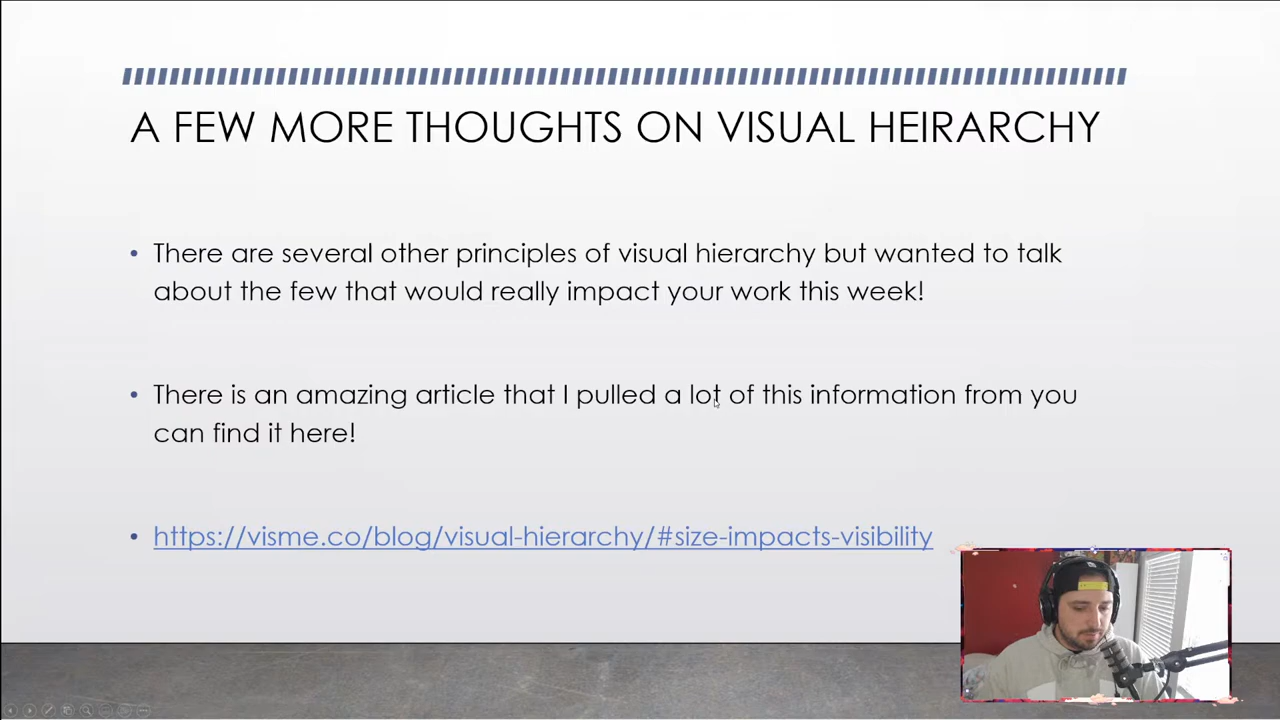 A FEW MORE THOUGHTS ON VISUAL HEIRARCHY
• There are several other principles of visual hierarchy but wanted to talk
about the few that would really impact your work this week!
• There is an amazing article that I pulled a lot of this information from you
can find it here!
• https://visme.co/blog/visual-hierarchy/#size-impacts-visibility